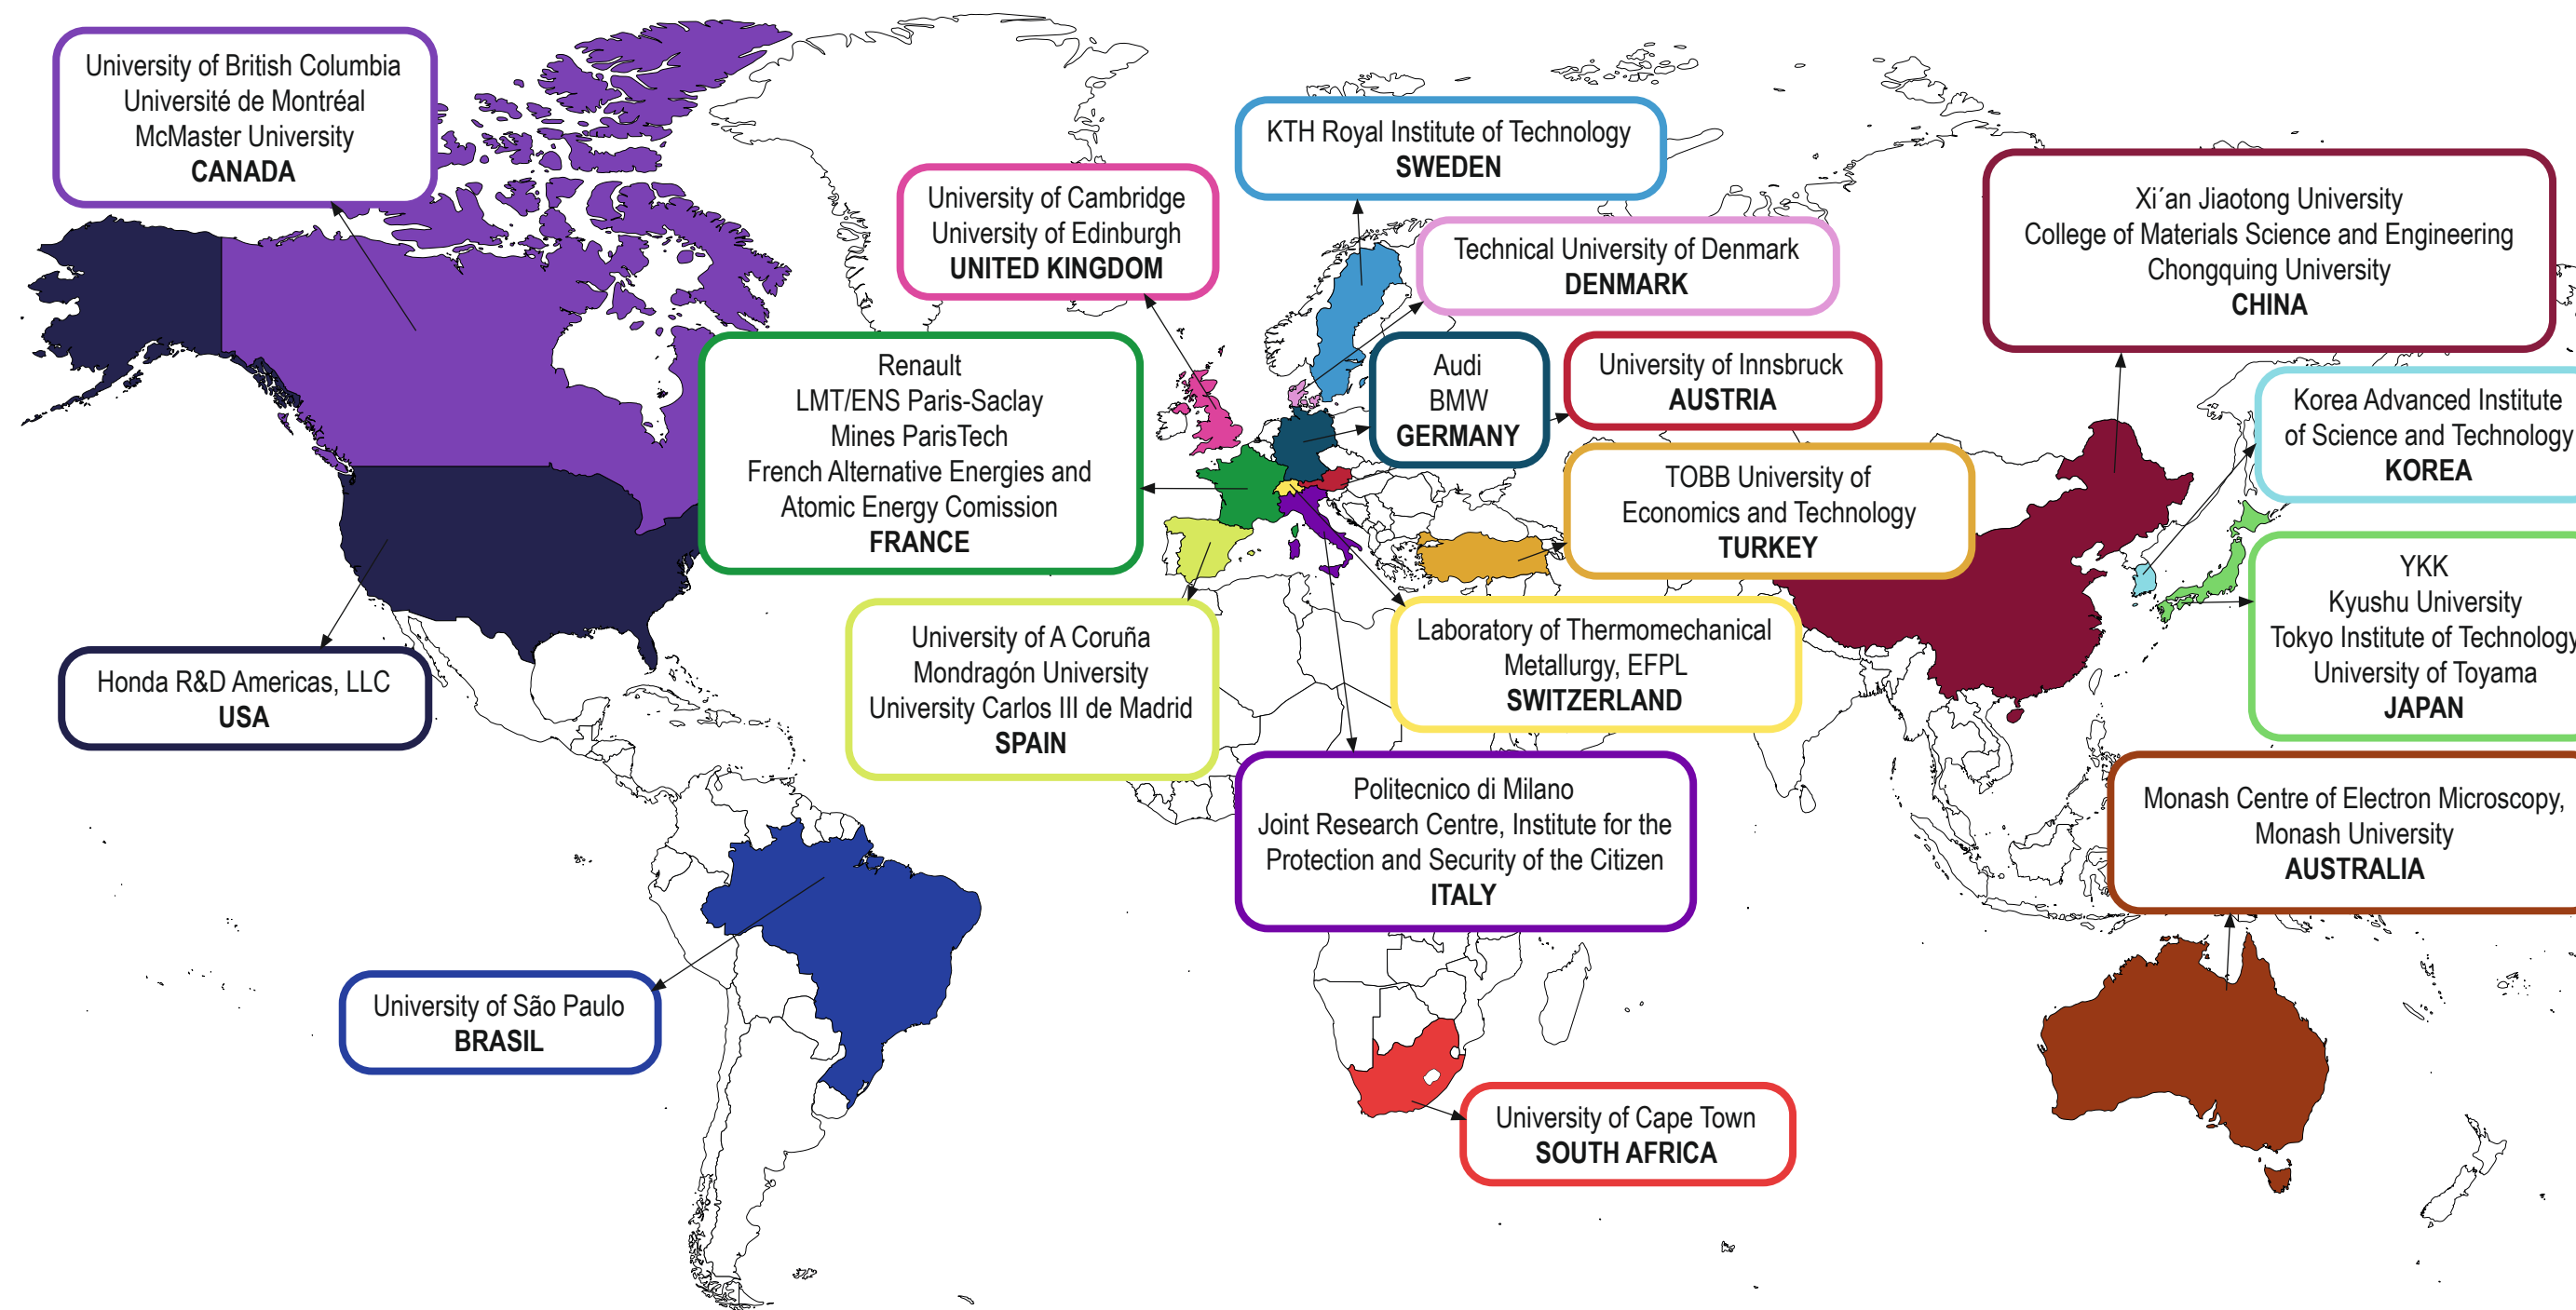 University of British Columbia
Université de Montréal
McMaster University
CANADA
KTH Royal Institute of Technology
SWEDEN
University of Cambridge
University of Edinburgh
UNITED KINGDOM
Technical University of Denmark
DENMARK
Xi´an Jiaotong University
College of Materials Science and Engineering
Chongquing University
CHINA
Renault
LMT/ENS Paris-Saclay
Mines ParisTech
French Alternative Energies and
Atomic Energy Comission
FRANCE
Audi
BMW
GERMANY
University of Innsbruck
AUSTRIA
Korea Advanced Institute
of Science and Technology
KOREA
TOBB University of
Economics and Technology
TURKEY
YKK
Kyushu University
Tokyo Institute of Technology
University of Toyama
JAPAN
Honda R&D Americas, LLC
USA
University of A Coruña
Mondragón University
University Carlos III de Madrid
SPAIN
Laboratory of Thermomechanical
Metallurgy, EFPL
SWITZERLAND
Politecnico di Milano
Joint Research Centre, Institute for the
Protection and Security of the Citizen
ITALY
Monash Centre of Electron Microscopy,
Monash University
AUSTRALIA
University of São Paulo
BRASIL
University of Cape Town
SOUTH AFRICA